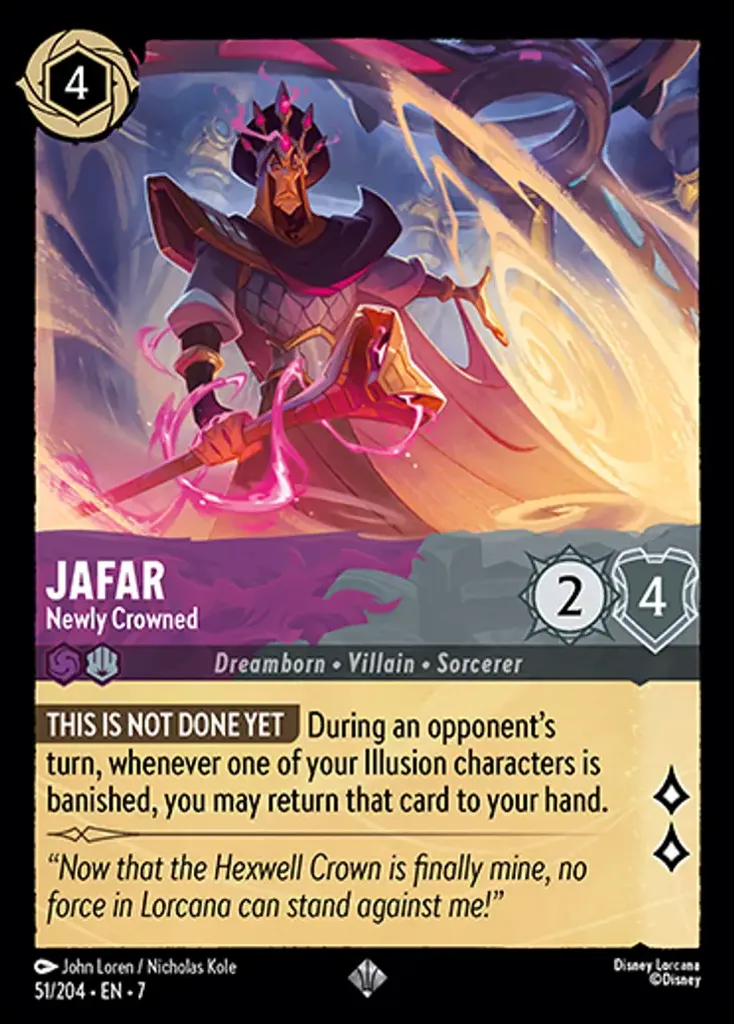 4
JAFAR
Newly Crowned
2
4
Dreamborn • Villain • Sorcerer
THIS IS NOT DONE YET During an opponent's
turn, whenever one of your Illusion characters is
banished, you may return that card to your hand.
“Now that the Hexwell Crown is finally mine, no
force in Lorcana can stand against me!”
John Loren / Nicholas Kole
51/204 • EN • 7
Disney Lorcana
©Disney